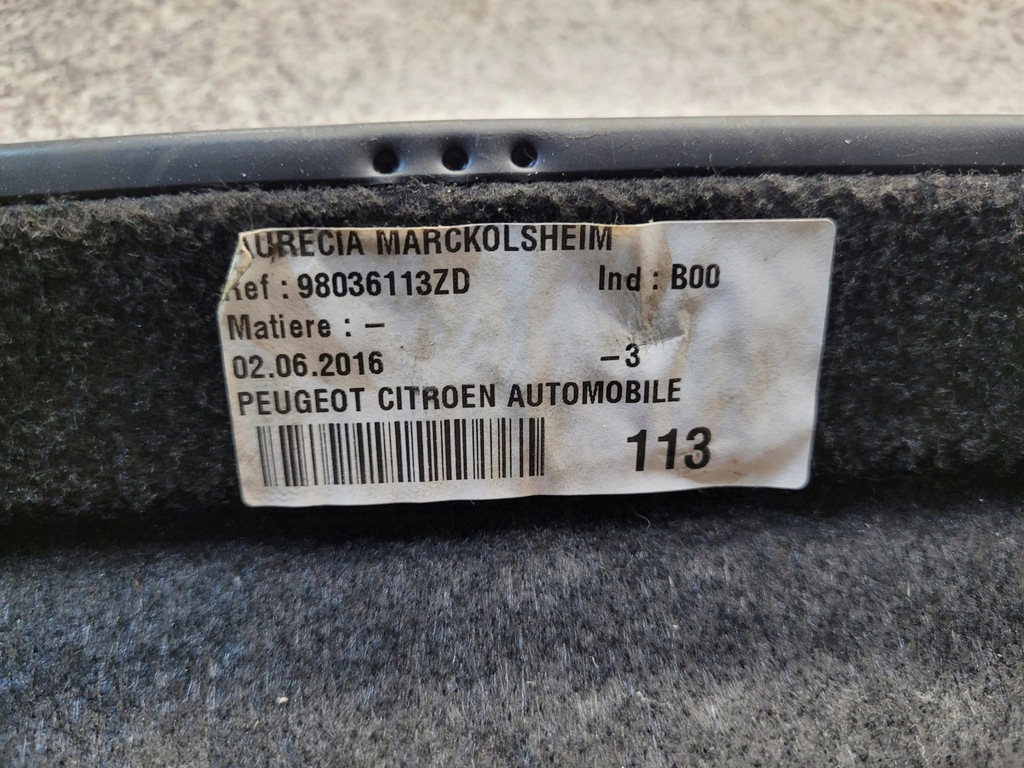 AURECIA MARCKOLSHEIM
Ref : 98036113ZD Ind : B00
Matiere : –
02.06.2016 –3
PEUGEOT CITROEN AUTOMOBILE
113